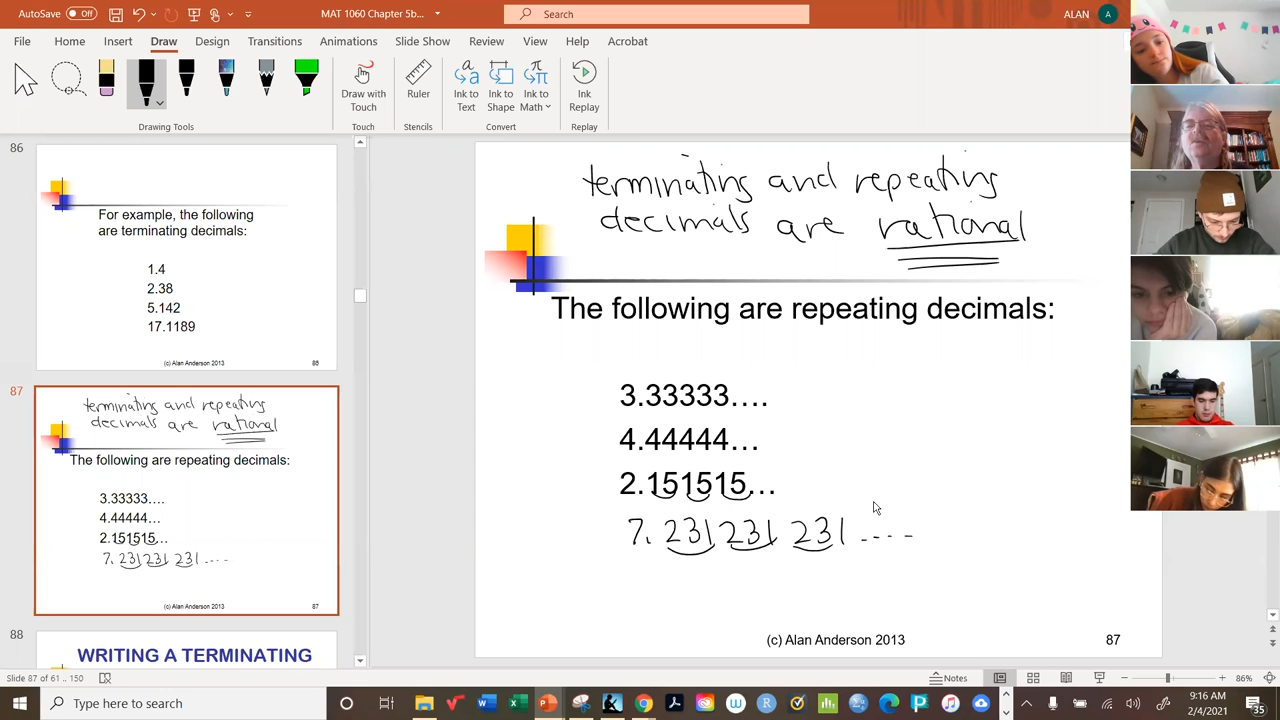 AutoSave Off
MAT 1060 Chapter 5b...
Search
ALAN
A
File Home Insert Draw Design Transitions Animations Slide Show Review View Help Acrobat
Draw with Touch
Ruler
Ink to Text
Ink to Shape
Ink to Math
Ink Replay
Drawing Tools
Touch
Stencils
Convert
Replay
86
For example, the following
are terminating decimals:
1.4
2.38
5.142
17.1189
(c) Alan Anderson 2013 86
87
terminating and repeating
decimals are rational
The following are repeating decimals:
3.33333….
4.44444…
2.151515…
7. 231 231 231 ....
(c) Alan Anderson 2013 87
88
WRITING A TERMINATING
terminating and repeating
decimals are rational
The following are repeating decimals:
3.33333….
4.44444…
2.151515…
7. 231 231 231 ....
(c) Alan Anderson 2013 87
Slide 87 of 61 .. 150
Notes
86%
Type here to search
9:16 AM
2/4/2021
35